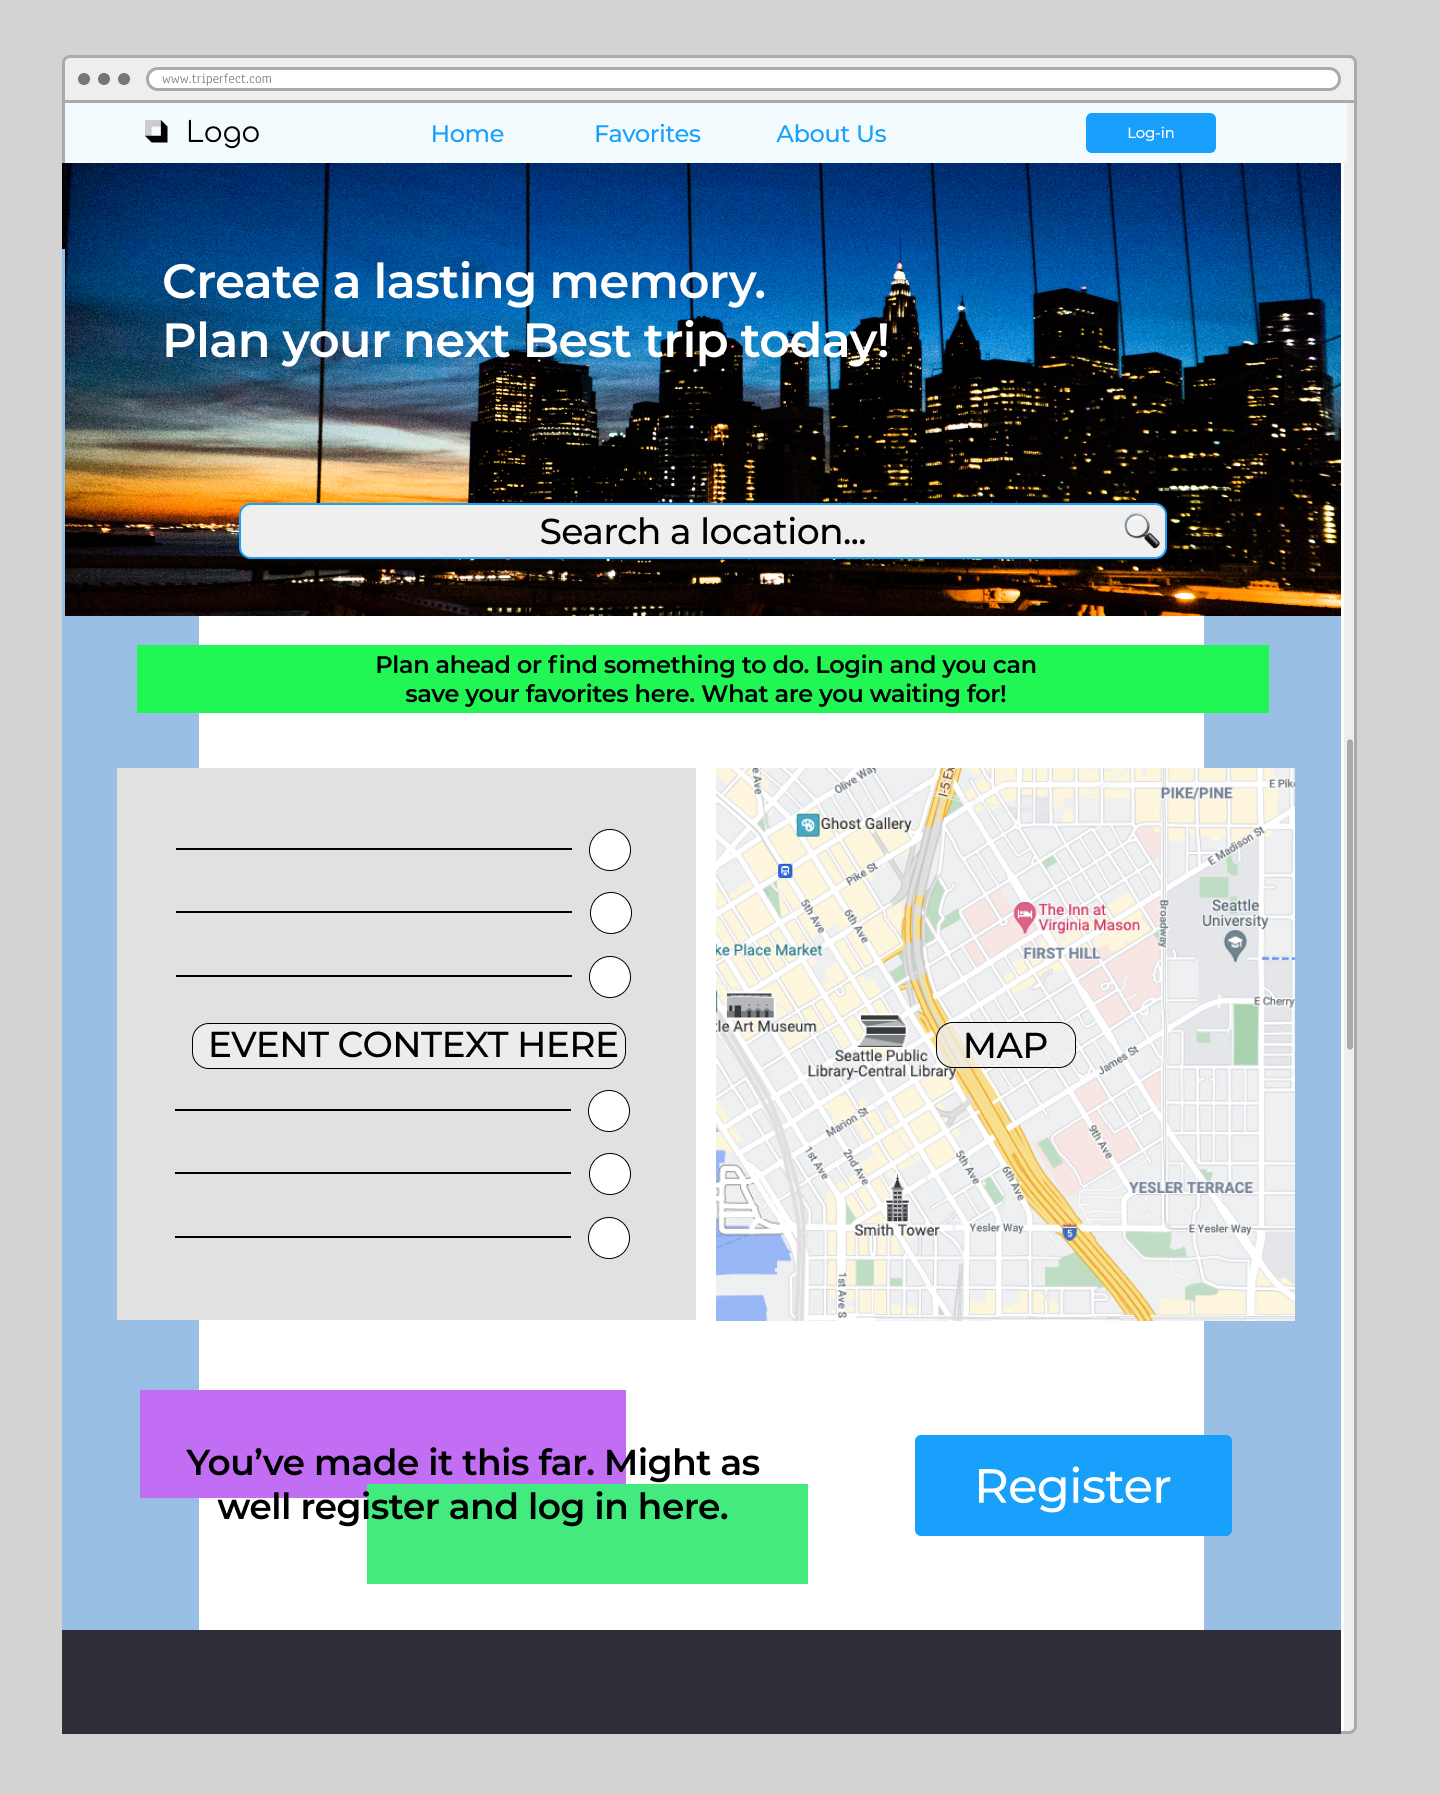 www.triperfect.com
Logo
Home
Favorites
About Us
Log-in
Create a lasting memory.
Plan your next Best trip today!
Search a location...
Plan ahead or find something to do. Login and you can
save your favorites here. What are you waiting for!
EVENT CONTEXT HERE
e Ave
Olive Way
I-5 EX
PIKE/PINE
E Pik
Ghost Gallery
E Madison St
Pike St
5th Ave
6th Ave
The Inn at
Virginia Mason
Broadway
Seattle
University
ke Place Market
FIRST HILL
E Cherry
tle Art Museum
Seattle Public
Library-Central Library
MAP
James St
Marion St
9th Ave
1st Ave
2nd Ave
5th Ave
6th Ave
YESLER TERRACE
Smith Tower
Yesler Way
5
E Yesler Way
1st Ave S
You’ve made it this far. Might as
well register and log in here.
Register